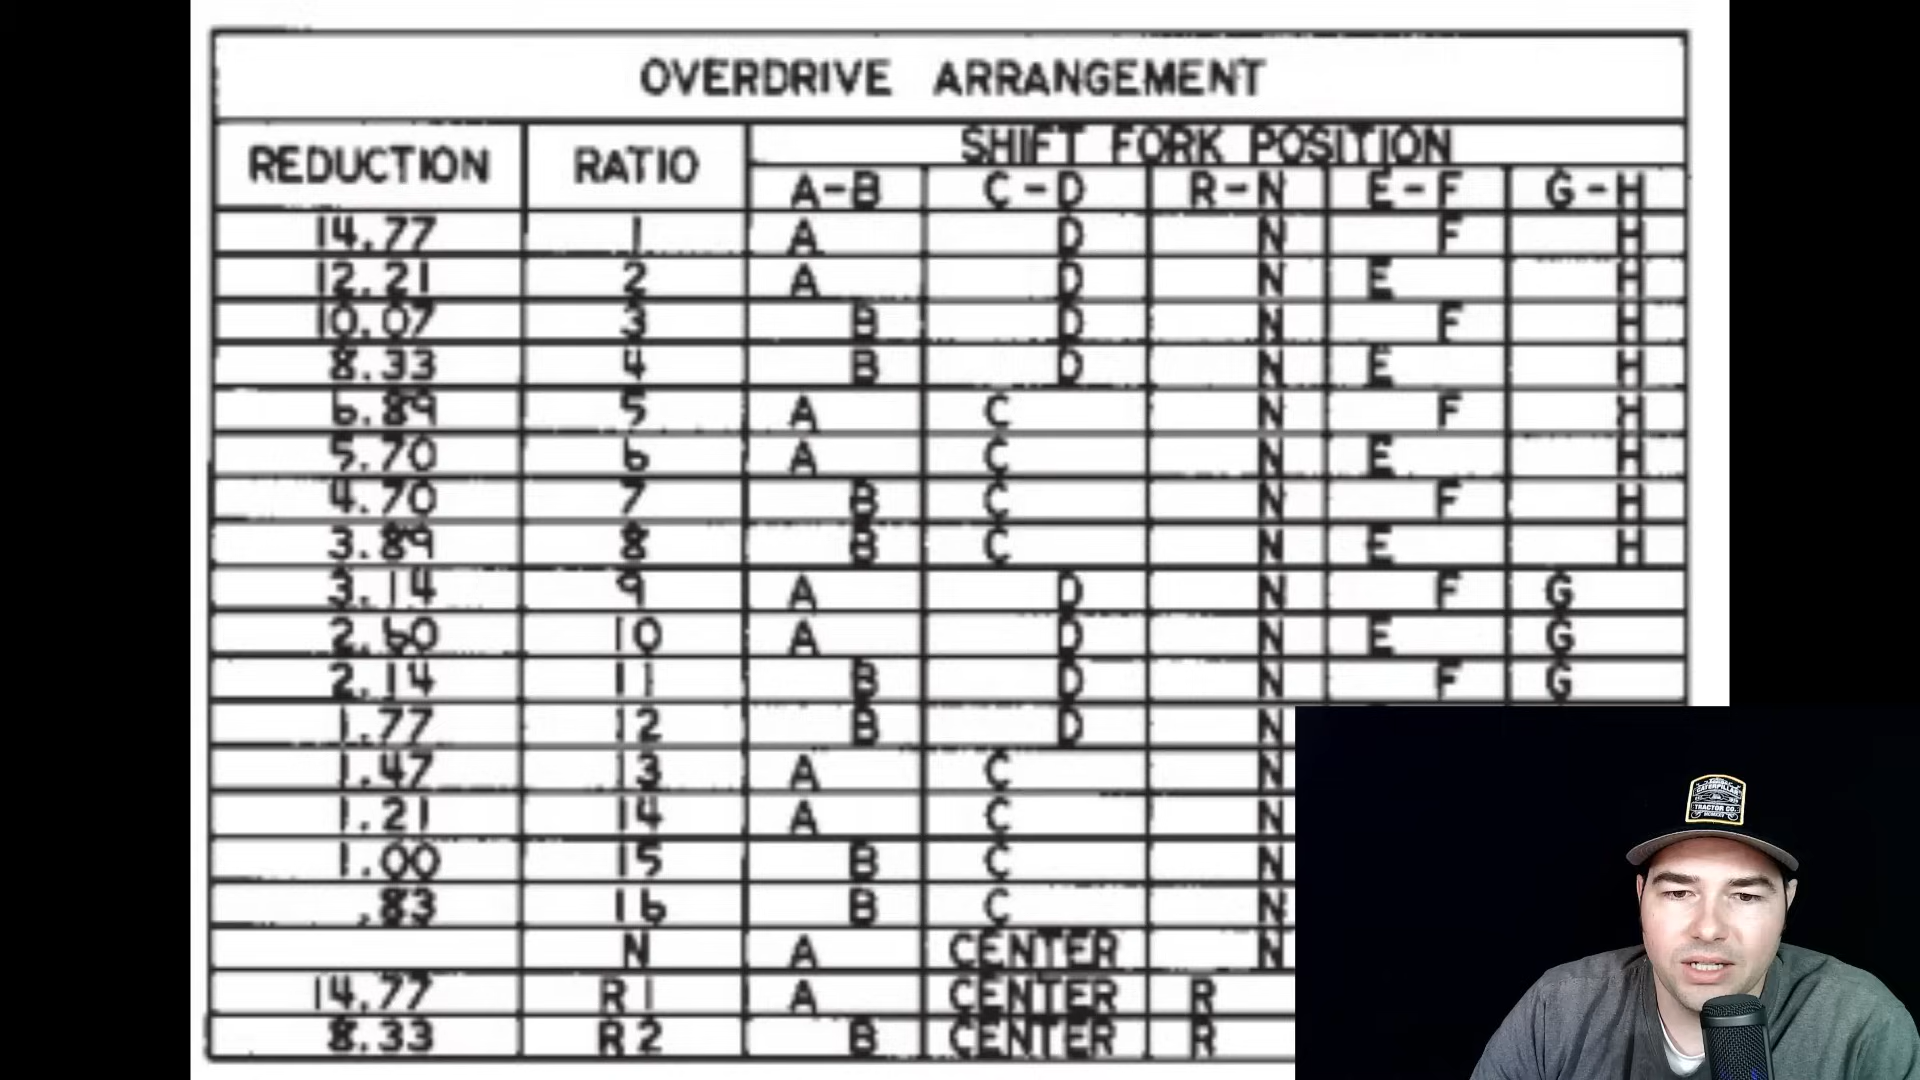 OVERDRIVE ARRANGEMENT
REDUCTION RATIO SHIFT FORK POSITION
A-B C-D R-N E-F G-H
14.77 1 A D N F H
12.21 2 A D N E H
10.07 3 B D N F H
8.33 4 B D N E H
6.89 5 A C N F H
5.70 6 A C N E H
4.70 7 B C N F H
3.89 8 B C N E H
3.14 9 A D N F G
2.60 10 A D N E G
2.14 11 B D N F G
1.77 12 B D N
1.47 13 A C N
1.21 14 A C N
1.00 15 B C N
.83 16 B C N
N A CENTER N
14.77 R1 A CENTER R
8.33 R2 B CENTER R
CATERPILLAR
TRACTOR CO.